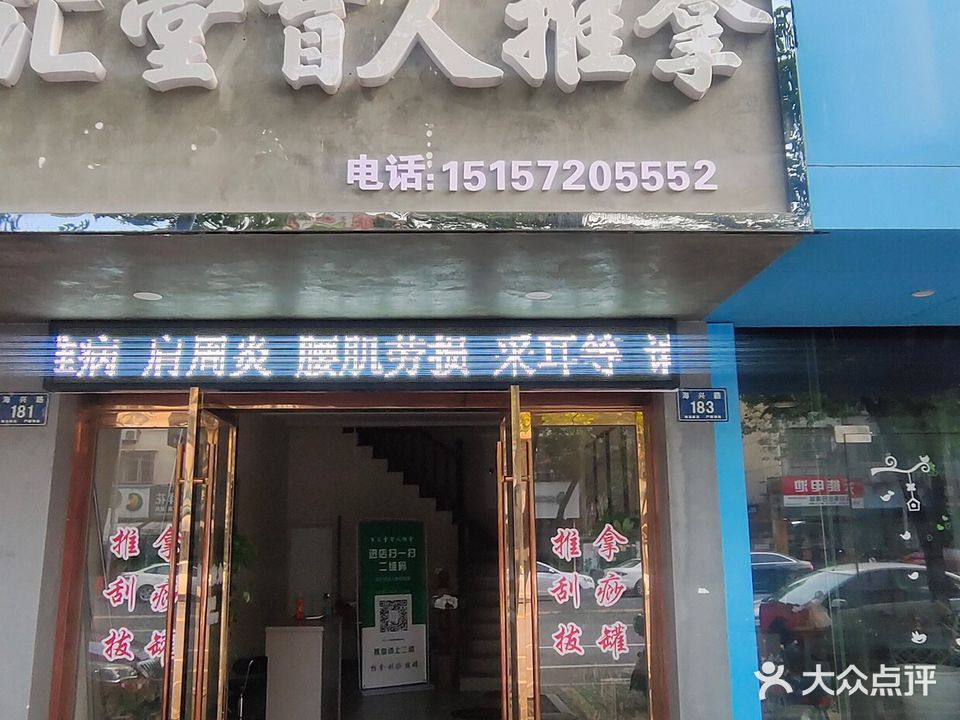 汇堂盲人推拿
电话:15157205552
病 肩周炎 腰肌劳损 采耳等
海兴路
181
海兴路
183
推拿
刮痧
拔罐
进店扫一扫
二维码
推拿
刮痧
拔罐
大众点评